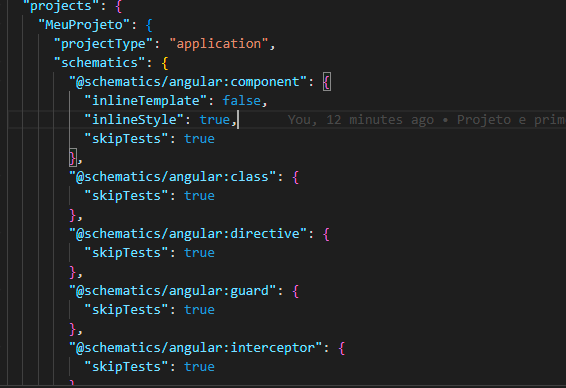 "projects": {
"MeuProjeto": {
"projectType": "application",
"schematics": {
"@schematics/angular:component": {
"inlineTemplate": false,
"inlineStyle": true, You, 12 minutes ago • Projeto e prim
"skipTests": true
},
"@schematics/angular:class": {
"skipTests": true
},
"@schematics/angular:directive": {
"skipTests": true
},
"@schematics/angular:guard": {
"skipTests": true
},
"@schematics/angular:interceptor": {
"skipTests": true